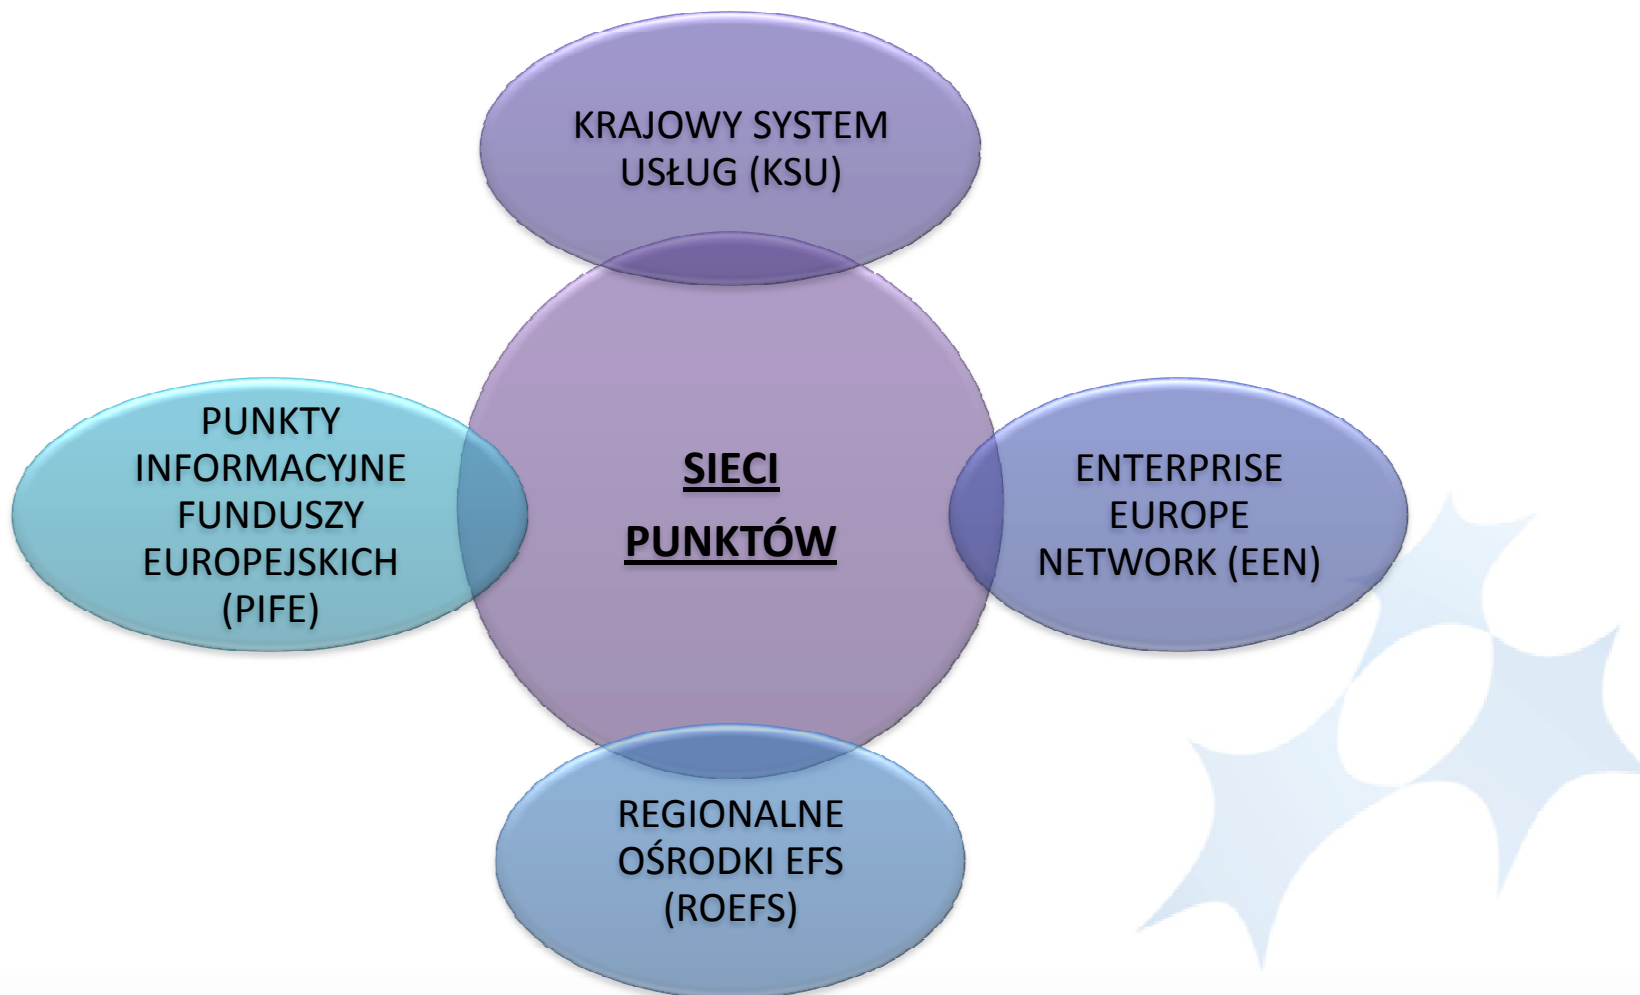 KRAJOWY SYSTEM
USŁUG (KSU)
PUNKTY
INFORMACYJNE
FUNDUSZY
EUROPEJSKICH
(PIFE)
SIECI
PUNKTÓW
ENTERPRISE
EUROPE
NETWORK (EEN)
REGIONALNE
OŚRODKI EFS
(ROEFS)